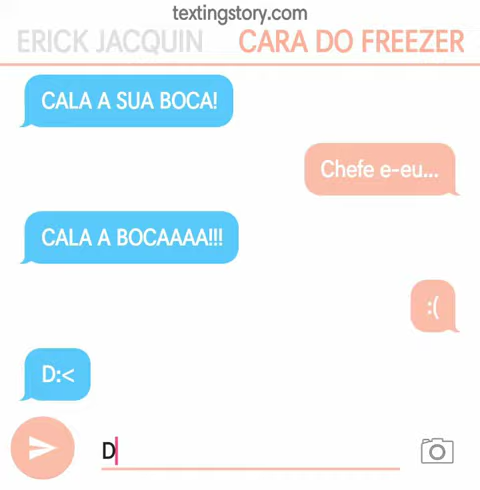 textingstory.com
ERICK JACQUIN CARA DO FREEZER
CALA A SUA BOCA!
Chefe e-eu...
CALA A BOCAAAA!!!
:(
D:<
D